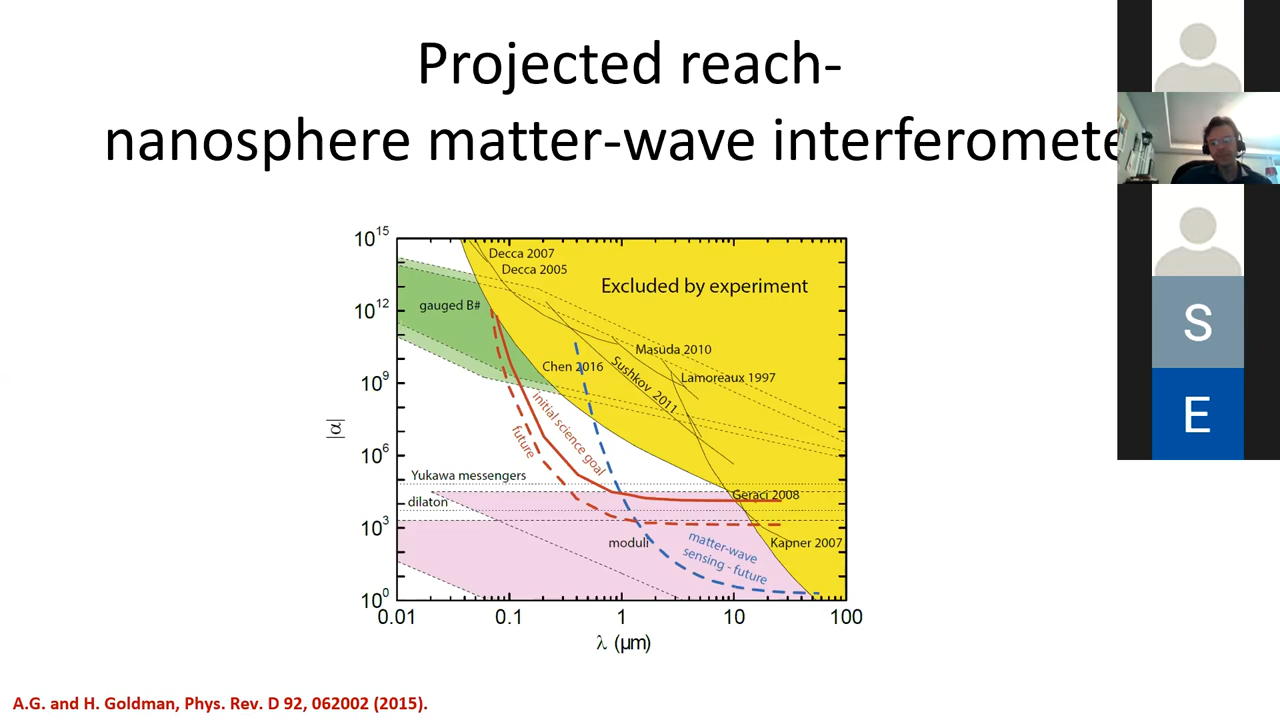 Projected reach-
nanosphere matter-wave interferomete
10^15
10^12
10^9
10^6
10^3
10^0
|α|
Decca 2007
Decca 2005
Excluded by experiment
gauged B#
Masuda 2010
Chen 2016
Sushkov 2011
Lamoreaux 1997
initial science goal
future
Yukawa messengers
Geraci 2008
dilaton
moduli
matter-wave
sensing - future
Kapner 2007
0.01
0.1
1
10
100
λ (µm)
A.G. and H. Goldman, Phys. Rev. D 92, 062002 (2015).
S
E